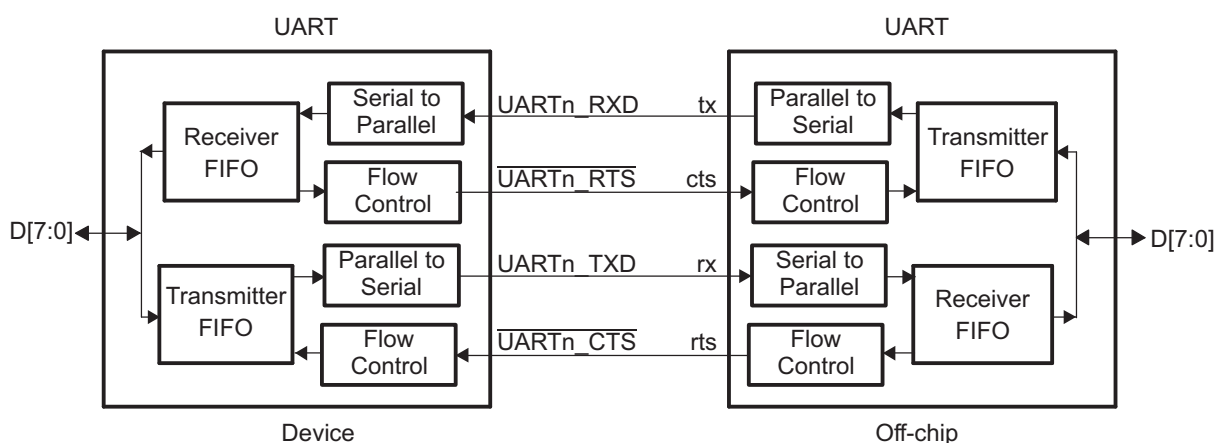 UART
UART
Serial to
Parallel
UARTn_RXD
tx
Parallel to
Serial
Receiver
FIFO
Transmitter
FIFO
Flow
Control
UARTn_RTS
cts
Flow
Control
D[7:0]
D[7:0]
Parallel to
Serial
UARTn_TXD
rx
Serial to
Parallel
Transmitter
FIFO
Receiver
FIFO
Flow
Control
UARTn_CTS
rts
Flow
Control
Device
Off-chip